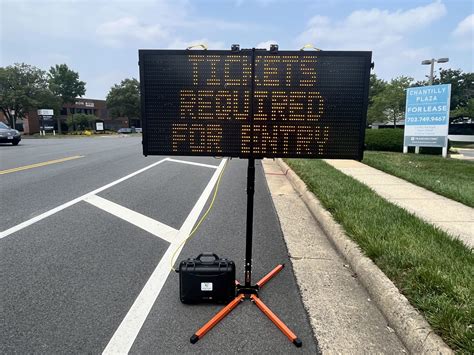 TICKETS
REQUIRED
FOR ENTRY
CHANTILLY
PLAZA
FOR LEASE
703.749.9467